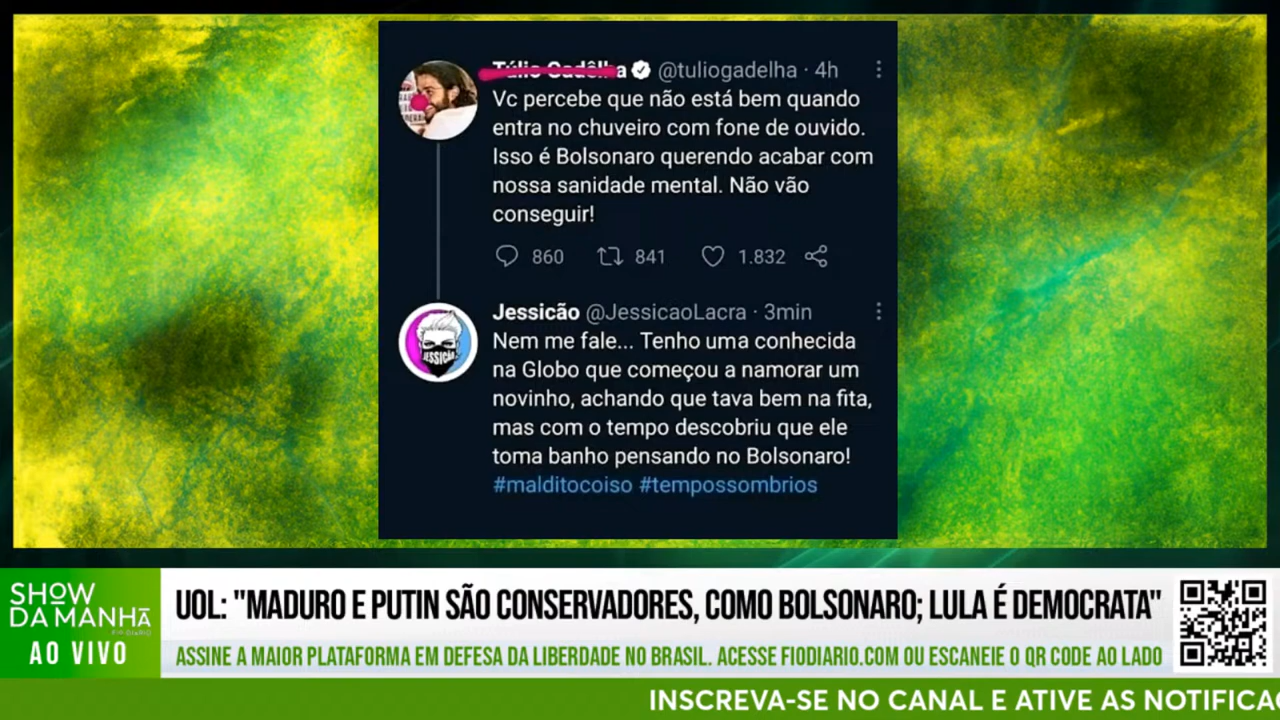 Túlio Gadêlha @tuliogadelha · 4h
Vc percebe que não está bem quando
entra no chuveiro com fone de ouvido.
Isso é Bolsonaro querendo acabar com
nossa sanidade mental. Não vão
conseguir!
860 841 1.832
Jessicão @JessicaoLacra · 3min
JESSICÃO
Nem me fale... Tenho uma conhecida
na Globo que começou a namorar um
novinho, achando que tava bem na fita,
mas com o tempo descobriu que ele
toma banho pensando no Bolsonaro!
#malditocoiso #tempossombrios
SHOW
DA MANHÃ
FIO DIÁRIO
AO VIVO
UOL: "MADURO E PUTIN SÃO CONSERVADORES, COMO BOLSONARO; LULA É DEMOCRATA"
ASSINE A MAIOR PLATAFORMA EM DEFESA DA LIBERDADE NO BRASIL. ACESSE FIODIARIO.COM OU ESCANEIE O QR CODE AO LADO
INSCREVA-SE NO CANAL E ATIVE AS NOTIFICAÇ